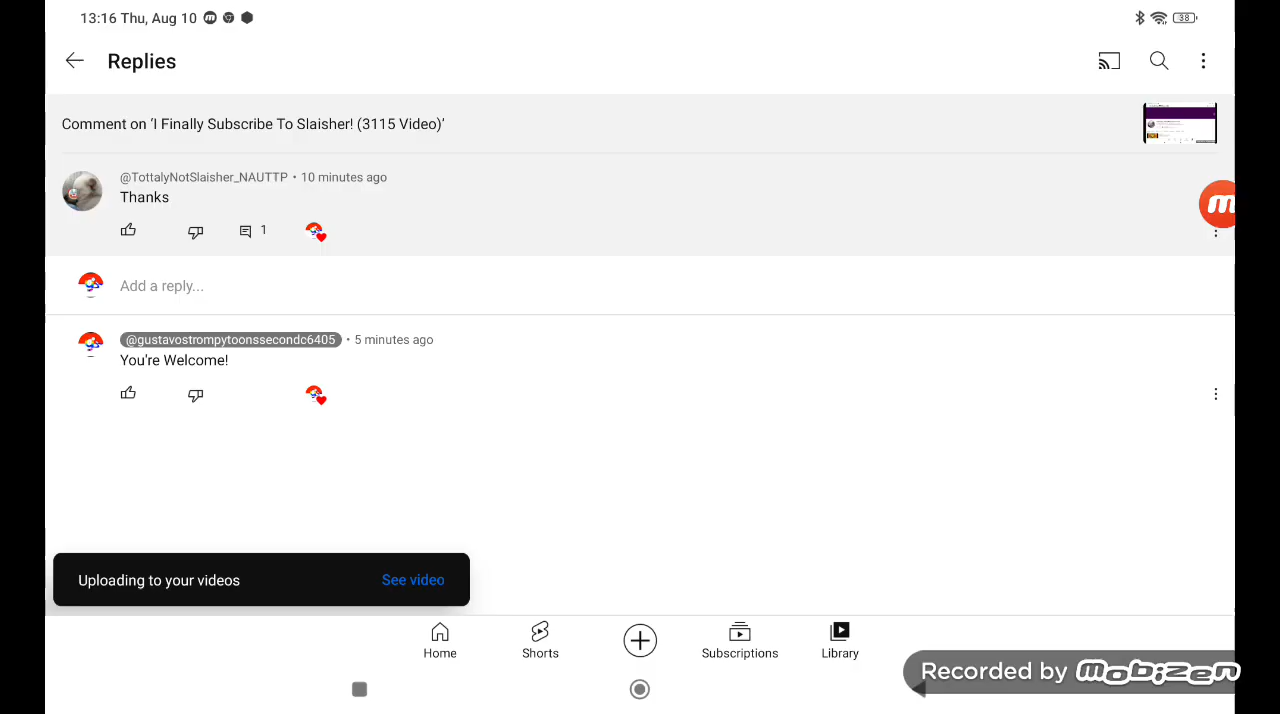 13:16 Thu, Aug 10
38
Replies
Comment on ‘I Finally Subscribe To Slaisher! (3115 Video)’
@TottalyNotSlaisher_NAUTTP • 10 minutes ago
Thanks
1
Add a reply...
@gustavostrompytoonssecondc6405 • 5 minutes ago
You're Welcome!
Uploading to your videos See video
Home Shorts Subscriptions Library
Recorded by mobizen